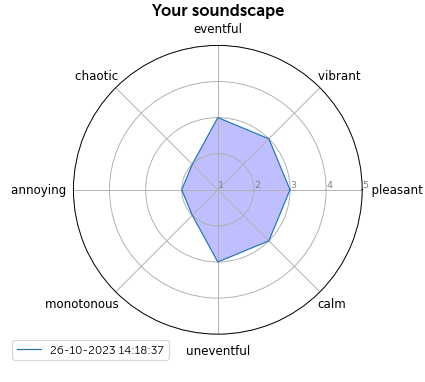 Your soundscape
eventful
chaotic
vibrant
annoying
1
2
3
4
5
pleasant
monotonous
calm
uneventful
26-10-2023 14:18:37